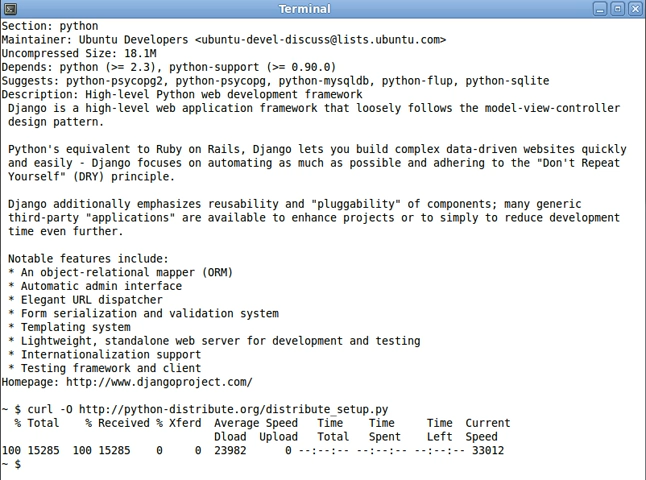 Terminal
Section: python
Maintainer: Ubuntu Developers <ubuntu-devel-discuss@lists.ubuntu.com>
Uncompressed Size: 18.1M
Depends: python (>= 2.3), python-support (>= 0.90.0)
Suggests: python-psycopg2, python-psycopg, python-mysqldb, python-flup, python-sqlite
Description: High-level Python web development framework
 Django is a high-level web application framework that loosely follows the model-view-controller
 design pattern.

 Python's equivalent to Ruby on Rails, Django lets you build complex data-driven websites quickly
 and easily - Django focuses on automating as much as possible and adhering to the "Don't Repeat
 Yourself" (DRY) principle.

 Django additionally emphasizes reusability and "pluggability" of components; many generic
 third-party "applications" are available to enhance projects or to simply to reduce development
 time even further.

 Notable features include:
 * An object-relational mapper (ORM)
 * Automatic admin interface
 * Elegant URL dispatcher
 * Form serialization and validation system
 * Templating system
 * Lightweight, standalone web server for development and testing
 * Internationalization support
 * Testing framework and client
Homepage: http://www.djangoproject.com/

~ $ curl -O http://python-distribute.org/distribute_setup.py
  % Total    % Received % Xferd  Average Speed   Time    Time     Time  Current
                                 Dload  Upload   Total   Spent    Left  Speed
100 15285  100 15285    0     0  23982      0 --:--:-- --:--:-- --:--:-- 33012
~ $